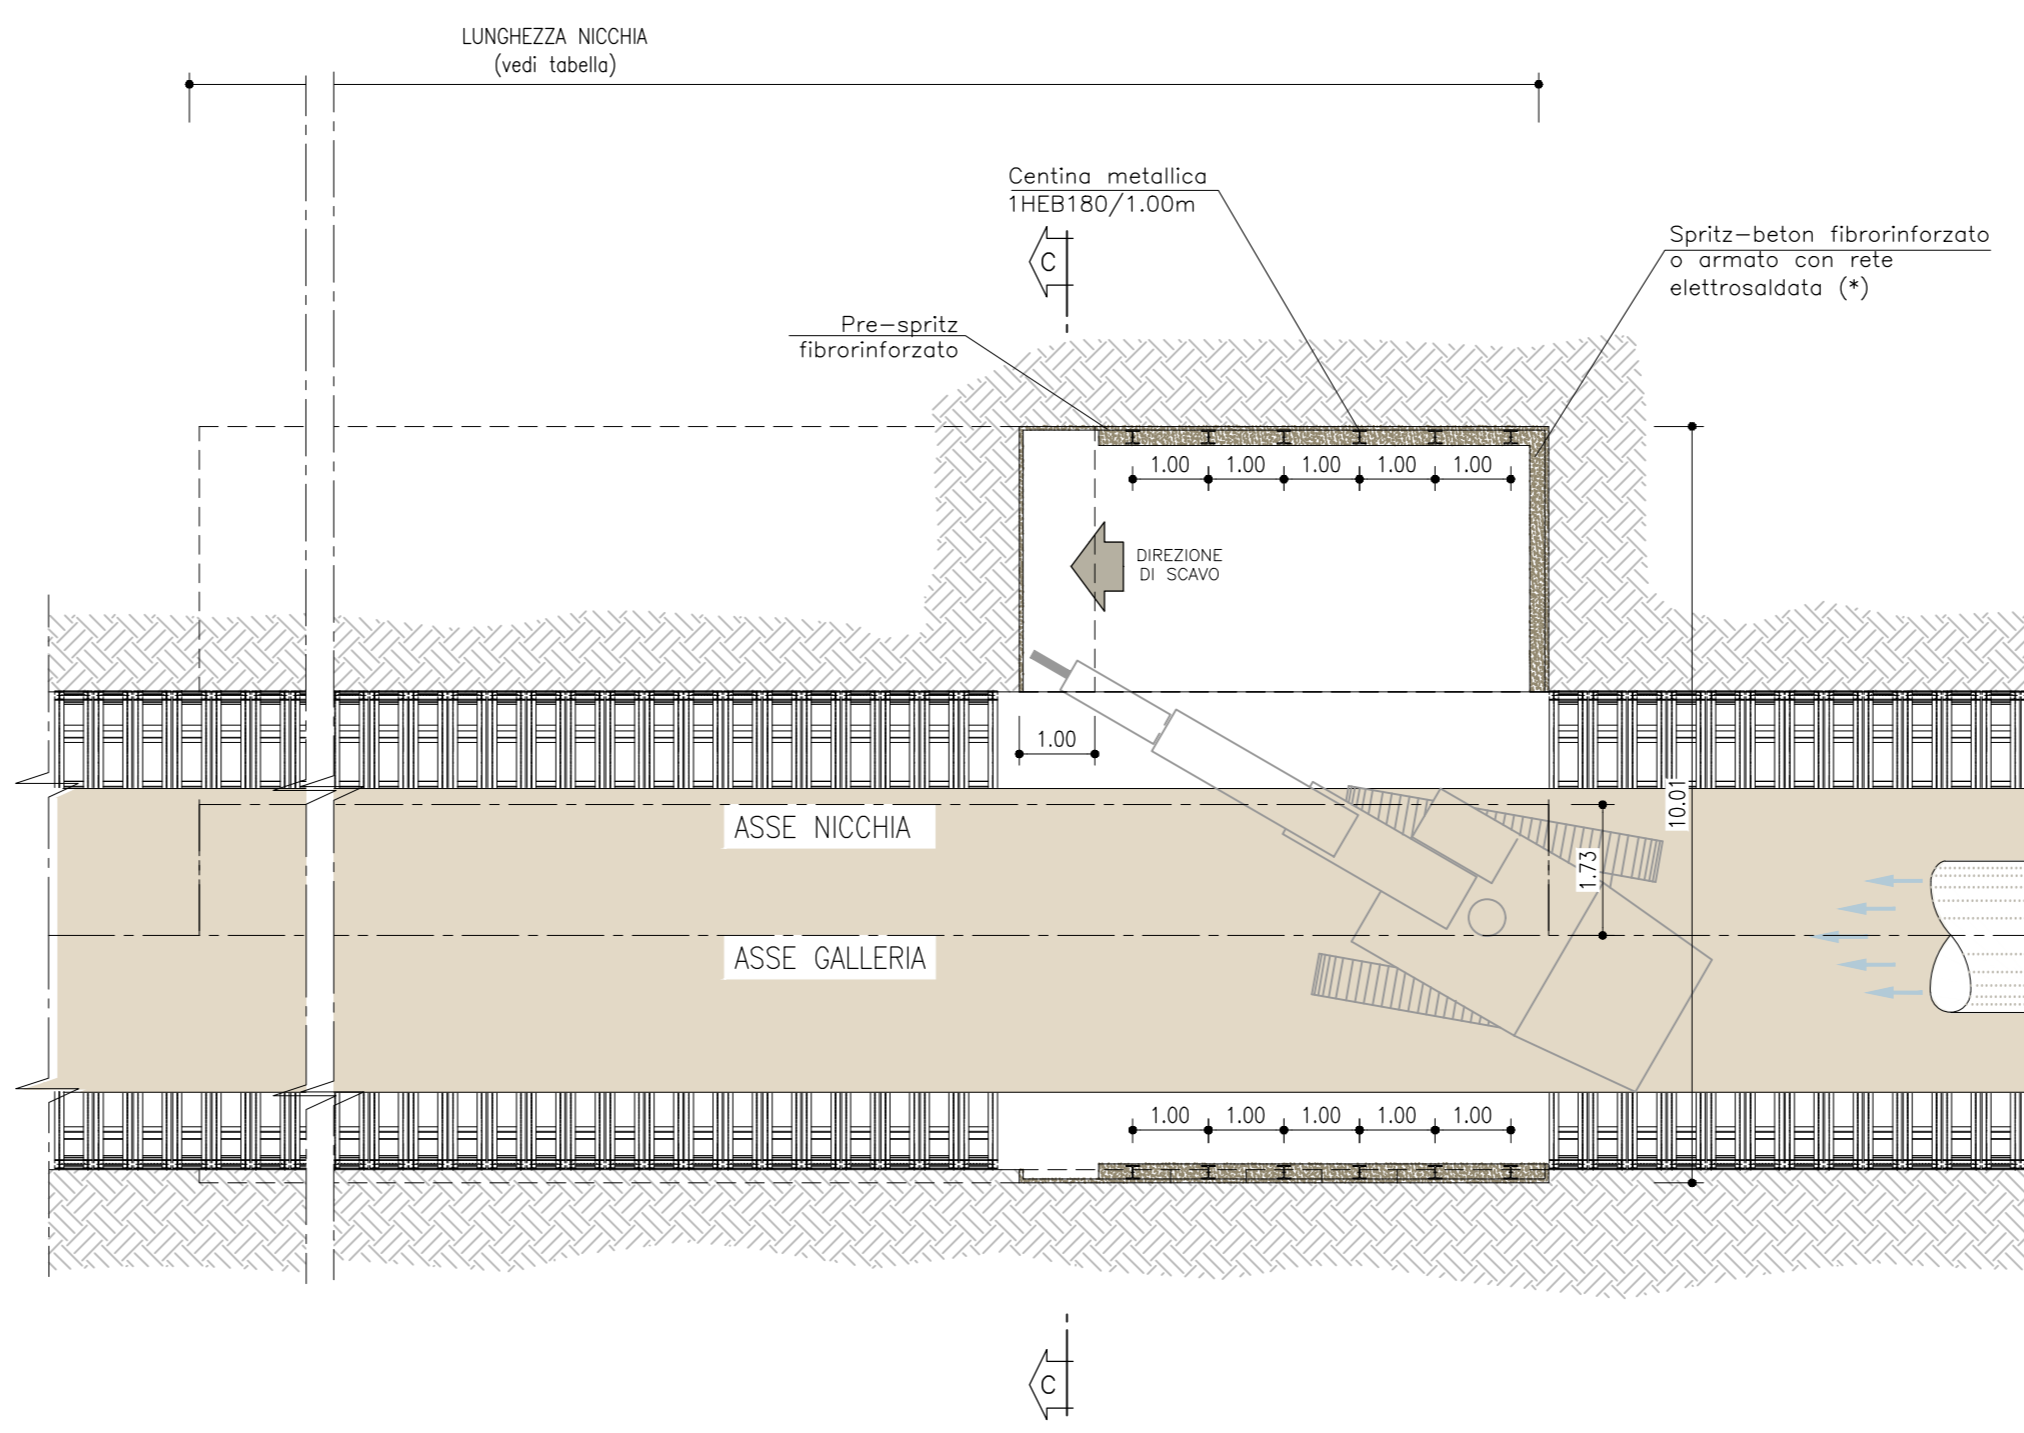 LUNGHEZZA NICCHIA
(vedi tabella)
Centina metallica
1HEB180/1.00m
C
Spritz-beton fibrorinforzato
o armato con rete
elettrosaldata (*)
Pre-spritz
fibrorinforzato
1.00 1.00 1.00 1.00 1.00
DIREZIONE
DI SCAVO
1.00
10.01
ASSE NICCHIA
1.73
ASSE GALLERIA
1.00 1.00 1.00 1.00 1.00
C